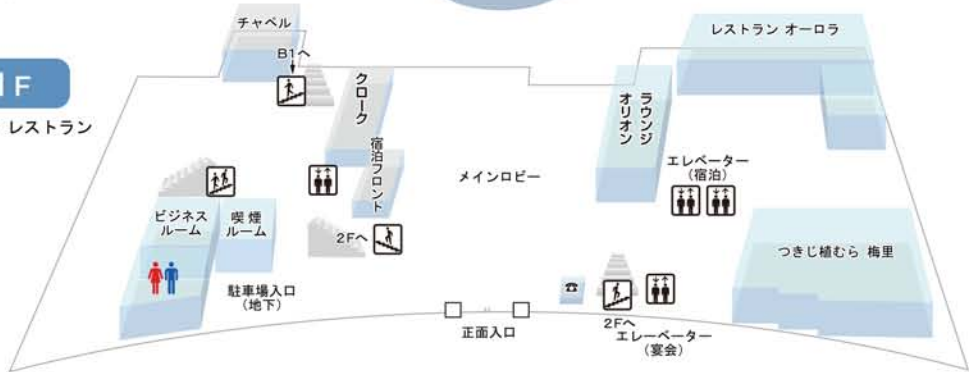 チャペル
B1へ
レストラン オーロラ
F
レストラン
クローク
宿泊フロント
ラウンジ
オリオン
メインロビー
エレベーター
(宿泊)
ビジネス
ルーム
喫煙
ルーム
2Fへ
つきじ植むら 梅里
駐車場入口
(地下)
正面入口
2Fへ
エレーベーター
(宴会)